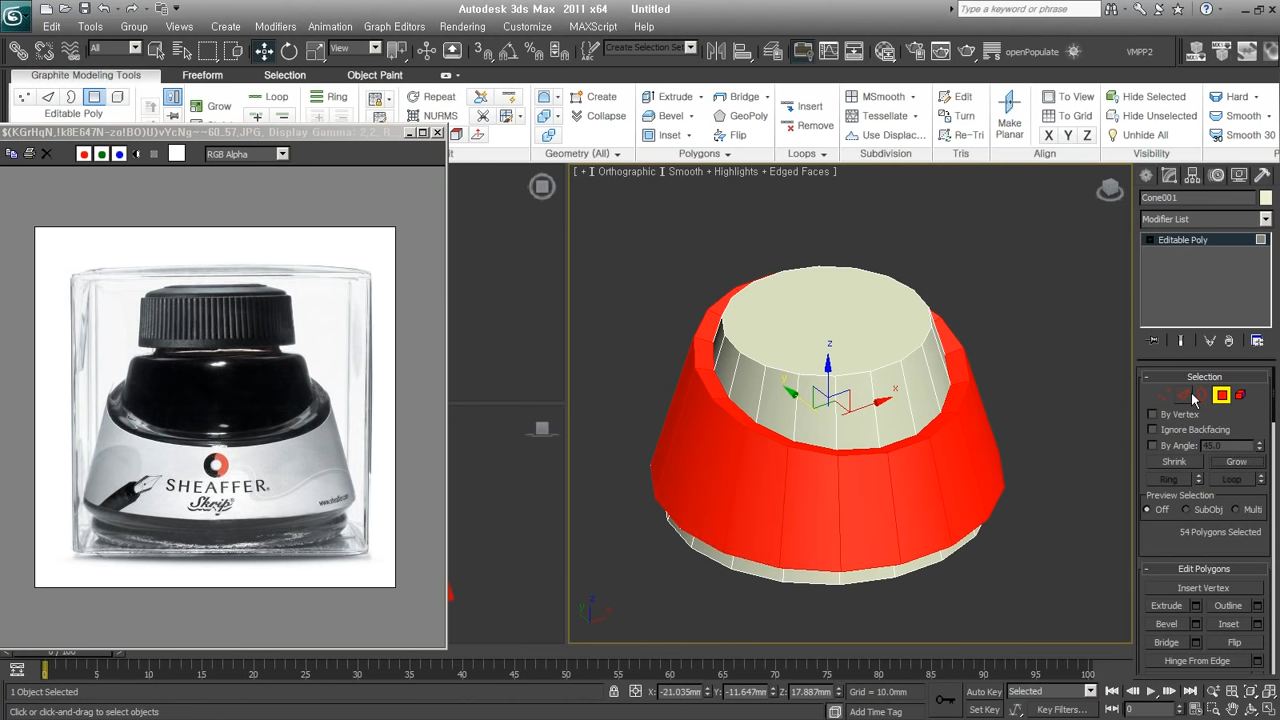 Autodesk 3ds Max 2011 x64 Untitled
Type a keyword or phrase
Edit Tools Group Views Create Modifiers Animation Graph Editors Rendering Customize MAXScript Help
All View Create Selection Set openPopulate VMPP2
Graphite Modeling Tools Freeform Selection Object Paint
Grow Loop Ring Repeat Create Extrude Bridge Insert MSmooth Edit To View Hide Selected Hard
NURMS Collapse Bevel GeoPoly Remove Tessellate Use Displac... To Grid Hide Unselected Smooth
Editable Poly Inset Flip Re-Tri Make Planar X Y Z Unhide All Smooth 30
Geometry (All) Polygons Loops Subdivision Tris Align Visibility
RGB Alpha
[ + ] Orthographic ] Smooth + Highlights + Edged Faces ]
SHEAFFER®
Skrip
z
y
x
Cone001
Modifier List
Editable Poly
Selection
By Vertex
Ignore Backfacing
By Angle: 45.0
Shrink Grow
Ring Loop
Preview Selection
Off SubObj Multi
54 Polygons Selected
Edit Polygons
Insert Vertex
Extrude Outline
Bevel Inset
Bridge Flip
Hinge From Edge
0 / 100
0 5 10 15 20 25 30 35 40 45 50 55 60 65 70 75 80 85 90 95 100
1 Object Selected X: -21.035mm Y: -11.647mm Z: 17.887mm Grid = 10.0mm Auto Key Selected
Click or click-and-drag to select objects Add Time Tag Set Key Key Filters... 0